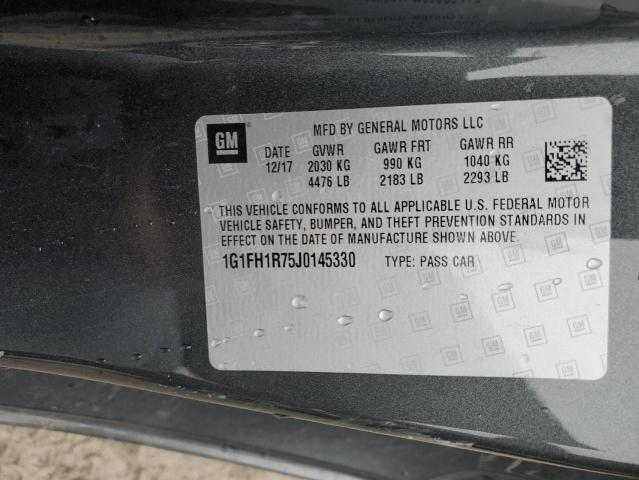 GM
MFD BY GENERAL MOTORS LLC
DATE GVWR GAWR FRT GAWR RR
12/17 2030 KG 990 KG 1040 KG
4476 LB 2183 LB 2293 LB
THIS VEHICLE CONFORMS TO ALL APPLICABLE U.S. FEDERAL MOTOR
VEHICLE SAFETY, BUMPER, AND THEFT PREVENTION STANDARDS IN
EFFECT ON THE DATE OF MANUFACTURE SHOWN ABOVE.
1G1FH1R75J0145330 TYPE: PASS CAR